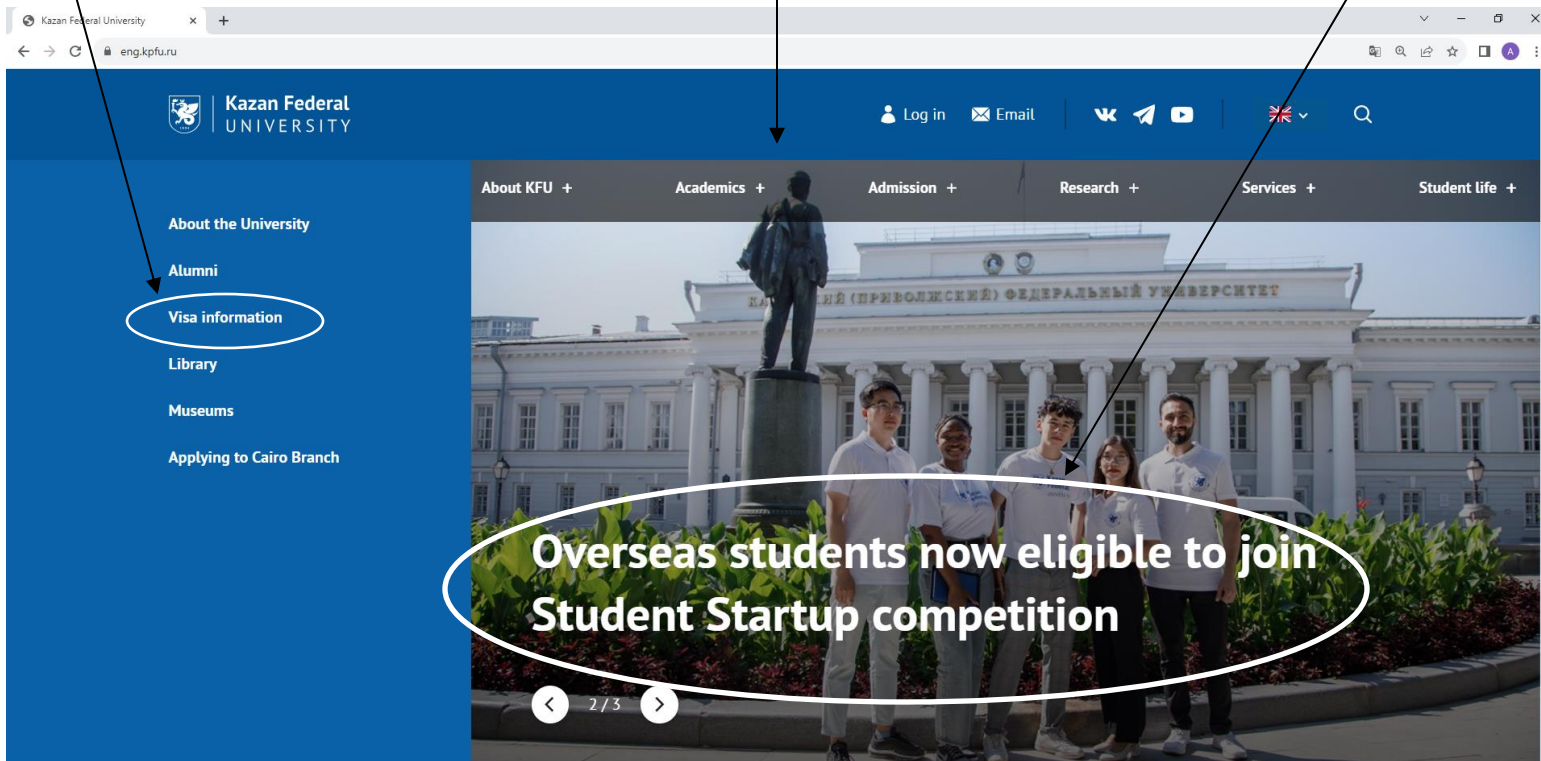 Kazan Federal University
eng.kpfu.ru
A
Kazan Federal
UNIVERSITY
Log in
Email
About KFU +
Academics +
Admission +
Research +
Services +
Student life +
About the University
Alumni
Visa information
Library
Museums
Applying to Cairo Branch
(ПРИВОЛЖСКИЙ) ФЕДЕРАЛЬНЫЙ УНИВЕРСИТЕТ
Overseas students now eligible to join
Student Startup competition
2 / 3